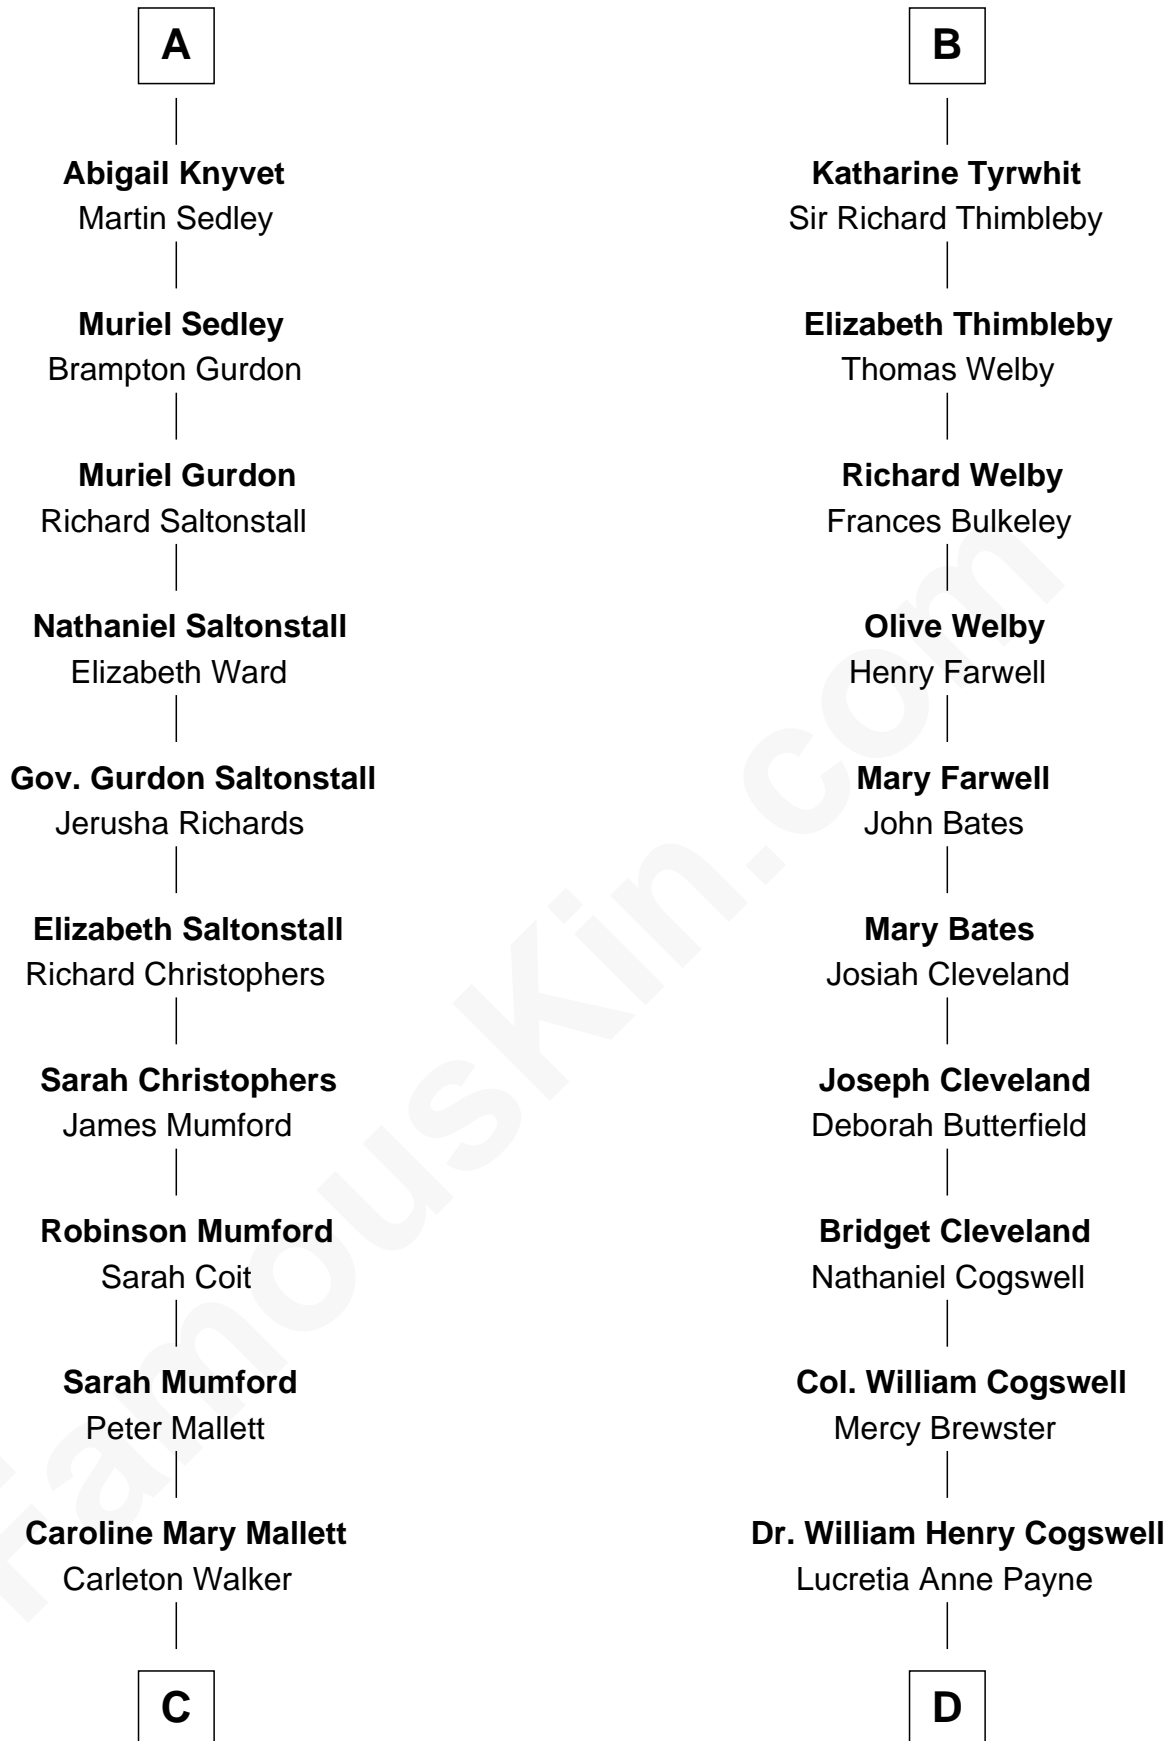 A
Abigail Knyvet
Martin Sedley
Muriel Sedley
Brampton Gurdon
Muriel Gurdon
Richard Saltonstall
Nathaniel Saltonstall
Elizabeth Ward
Gov. Gurdon Saltonstall
Jerusha Richards
Elizabeth Saltonstall
Richard Christophers
Sarah Christophers
James Mumford
Robinson Mumford
Sarah Coit
Sarah Mumford
Peter Mallett
Caroline Mary Mallett
Carleton Walker
C
B
Katharine Tyrwhit
Sir Richard Thimbleby
Elizabeth Thimbleby
Thomas Welby
Richard Welby
Frances Bulkeley
Olive Welby
Henry Farwell
Mary Farwell
John Bates
Mary Bates
Josiah Cleveland
Joseph Cleveland
Deborah Butterfield
Bridget Cleveland
Nathaniel Cogswell
Col. William Cogswell
Mercy Brewster
Dr. William Henry Cogswell
Lucretia Anne Payne
D
FamousKin.com